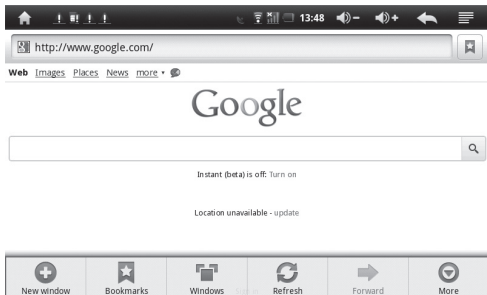 13:48
http://www.google.com/
Web Images Places News more
Google
Instant (beta) is off: Turn on
Location unavailable - update
New window Bookmarks Windows Refresh Forward More